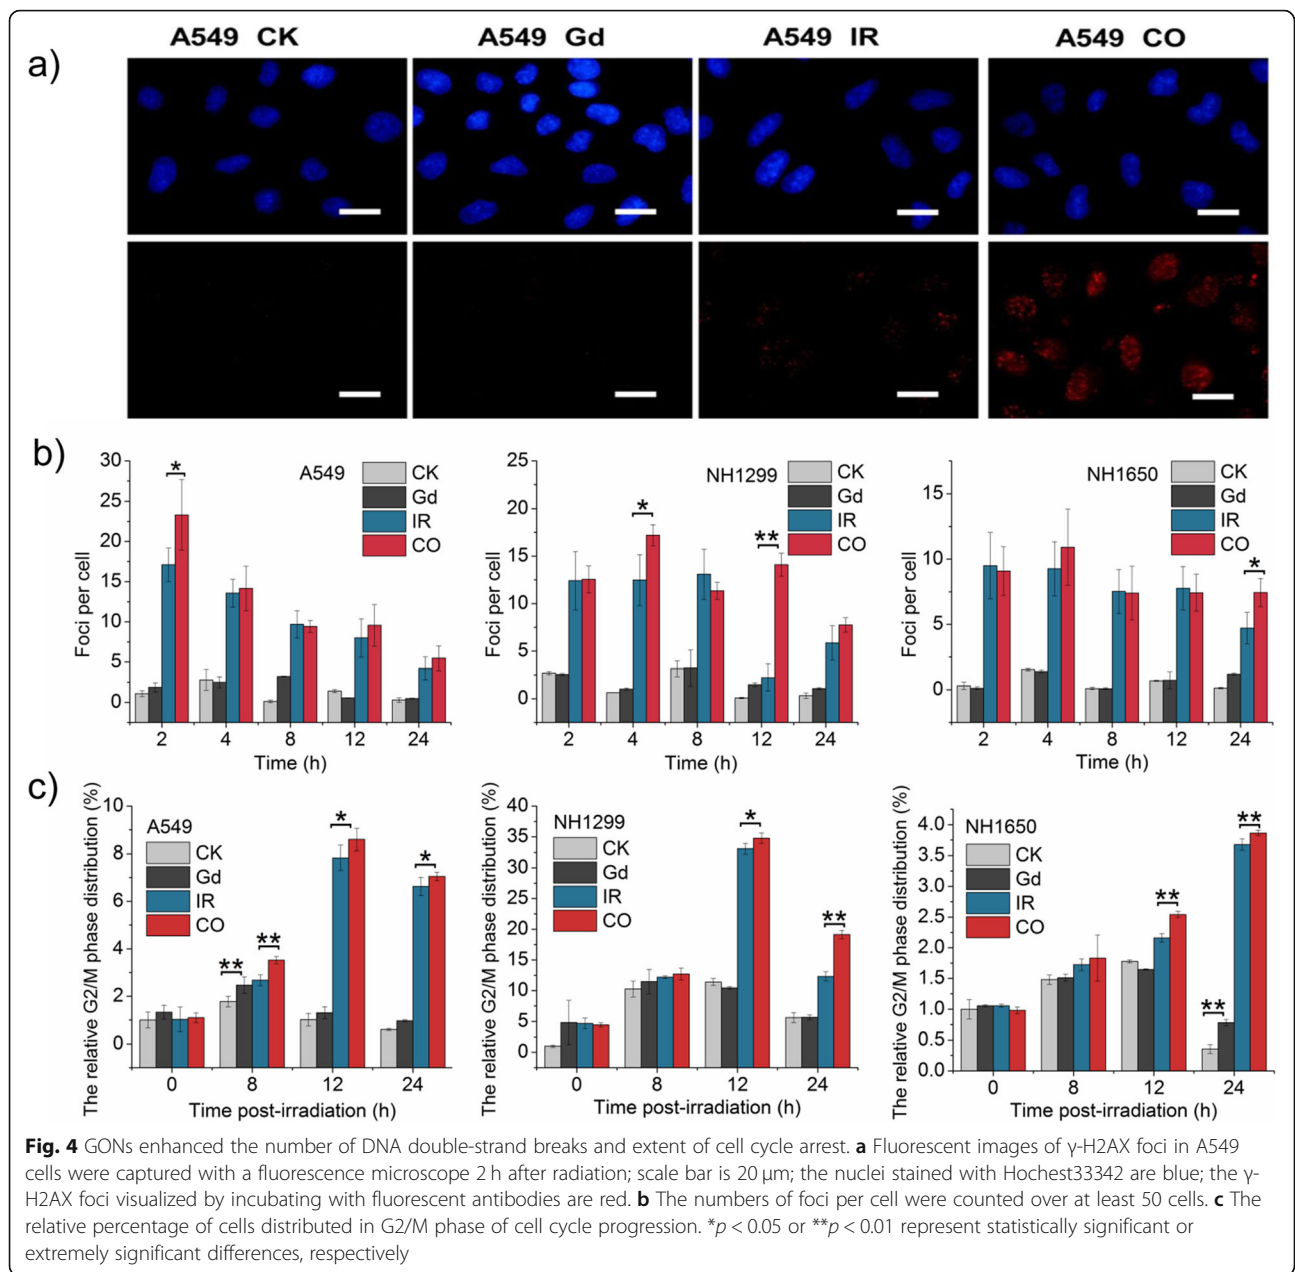 A549 CK
A549 Gd
A549 IR
A549 CO
a)
b)
30
25
20
15
10
5
0
Foci per cell
*
A549
CK
Gd
IR
CO
2
4
8
12
24
Time (h)
25
20
15
10
5
0
Foci per cell
*
**
NH1299
CK
Gd
IR
CO
2
4
8
12
24
Time (h)
15
10
5
0
Foci per cell
*
NH1650
CK
Gd
IR
CO
2
4
8
12
24
Time (h)
c)
The relative G2/M phase distribution (%)
10
8
6
4
2
0
A549
CK
Gd
IR
CO
**
**
*
*
0
8
12
24
Time post-irradiation (h)
The relative G2/M phase distribution (%)
40
35
30
25
20
15
10
5
0
NH1299
CK
Gd
IR
CO
*
**
0
8
12
24
Time post-irradiation (h)
The relative G2/M phase distribution (%)
4.0
3.5
3.0
2.5
2.0
1.5
1.0
0.5
0.0
NH1650
CK
Gd
IR
CO
**
**
**
0
8
12
24
Time post-irradiation (h)
Fig. 4 GONs enhanced the number of DNA double-strand breaks and extent of cell cycle arrest. a Fluorescent images of γ-H2AX foci in A549
cells were captured with a fluorescence microscope 2 h after radiation; scale bar is 20 μm; the nuclei stained with Hochest33342 are blue; the γ-
H2AX foci visualized by incubating with fluorescent antibodies are red. b The numbers of foci per cell were counted over at least 50 cells. c The
relative percentage of cells distributed in G2/M phase of cell cycle progression. *p < 0.05 or **p < 0.01 represent statistically significant or
extremely significant differences, respectively